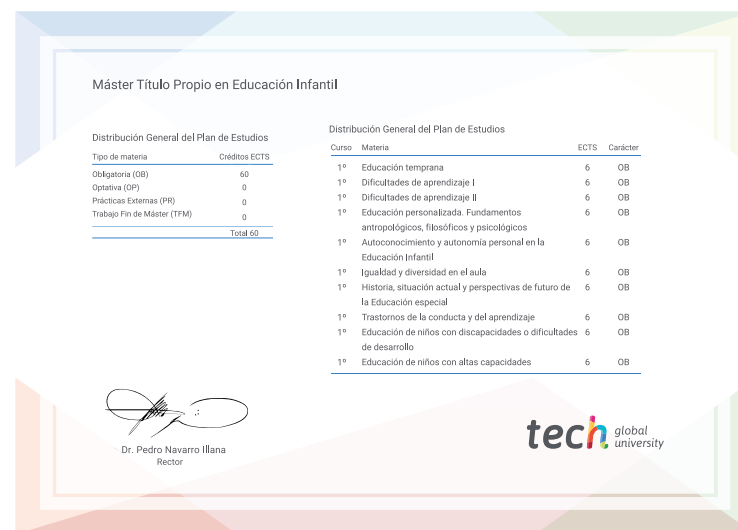 Máster Título Propio en Educación Infantil
Distribución General del Plan de Estudios
Tipo de materia Créditos ECTS
Obligatoria (OB) 60
Optativa (OP) 0
Prácticas Externas (PR) 0
Trabajo Fin de Máster (TFM) 0
Total 60
Distribución General del Plan de Estudios
Curso Materia ECTS Carácter
1º Educación temprana 6 OB
1º Dificultades de aprendizaje I 6 OB
1º Dificultades de aprendizaje II 6 OB
1º Educación personalizada. Fundamentos 6 OB
antropológicos, filosóficos y psicológicos
1º Autoconocimiento y autonomía personal en la 6 OB
Educación Infantil
1º Igualdad y diversidad en el aula 6 OB
1º Historia, situación actual y perspectivas de futuro de 6 OB
la Educación especial
1º Trastornos de la conducta y del aprendizaje 6 OB
1º Educación de niños con discapacidades o dificultades 6 OB
de desarrollo
1º Educación de niños con altas capacidades 6 OB
Dr. Pedro Navarro Illana
Rector
tech global
university